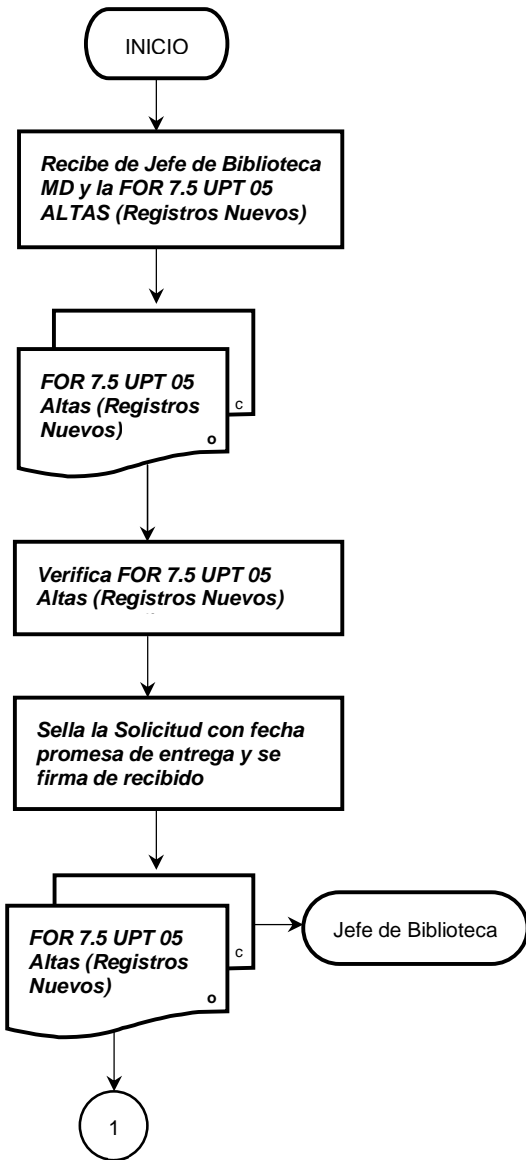 INICIO
Recibe de Jefe de Biblioteca
MD y la FOR 7.5 UPT 05
ALTAS (Registros Nuevos)
FOR 7.5 UPT 05
Altas (Registros
Nuevos)
c
o
Verifica FOR 7.5 UPT 05
Altas (Registros Nuevos)
Sella la Solicitud con fecha
promesa de entrega y se
firma de recibido
FOR 7.5 UPT 05
Altas (Registros
Nuevos)
c
o
Jefe de Biblioteca
1